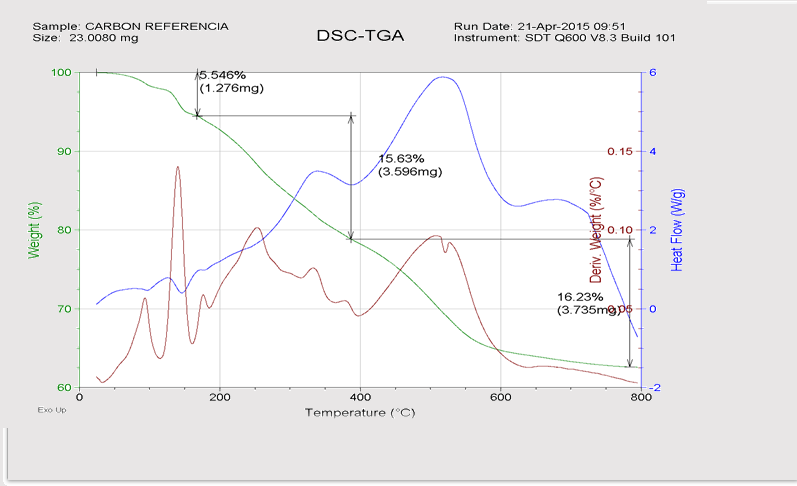 Sample: CARBON REFERENCIA
Size: 23.0080 mg
DSC-TGA
Run Date: 21-Apr-2015 09:51
Instrument: SDT Q600 V8.3 Build 101
100
90
80
70
60
Weight (%)
5.546%
(1.276mg)
15.63%
(3.596mg)
16.23%
(3.735mg)
0.15
0.10
0.05
Deriv. Weight (%/°C)
6
4
2
0
-2
Heat Flow (W/g)
0
200
400
600
800
Exo Up
Temperature (°C)